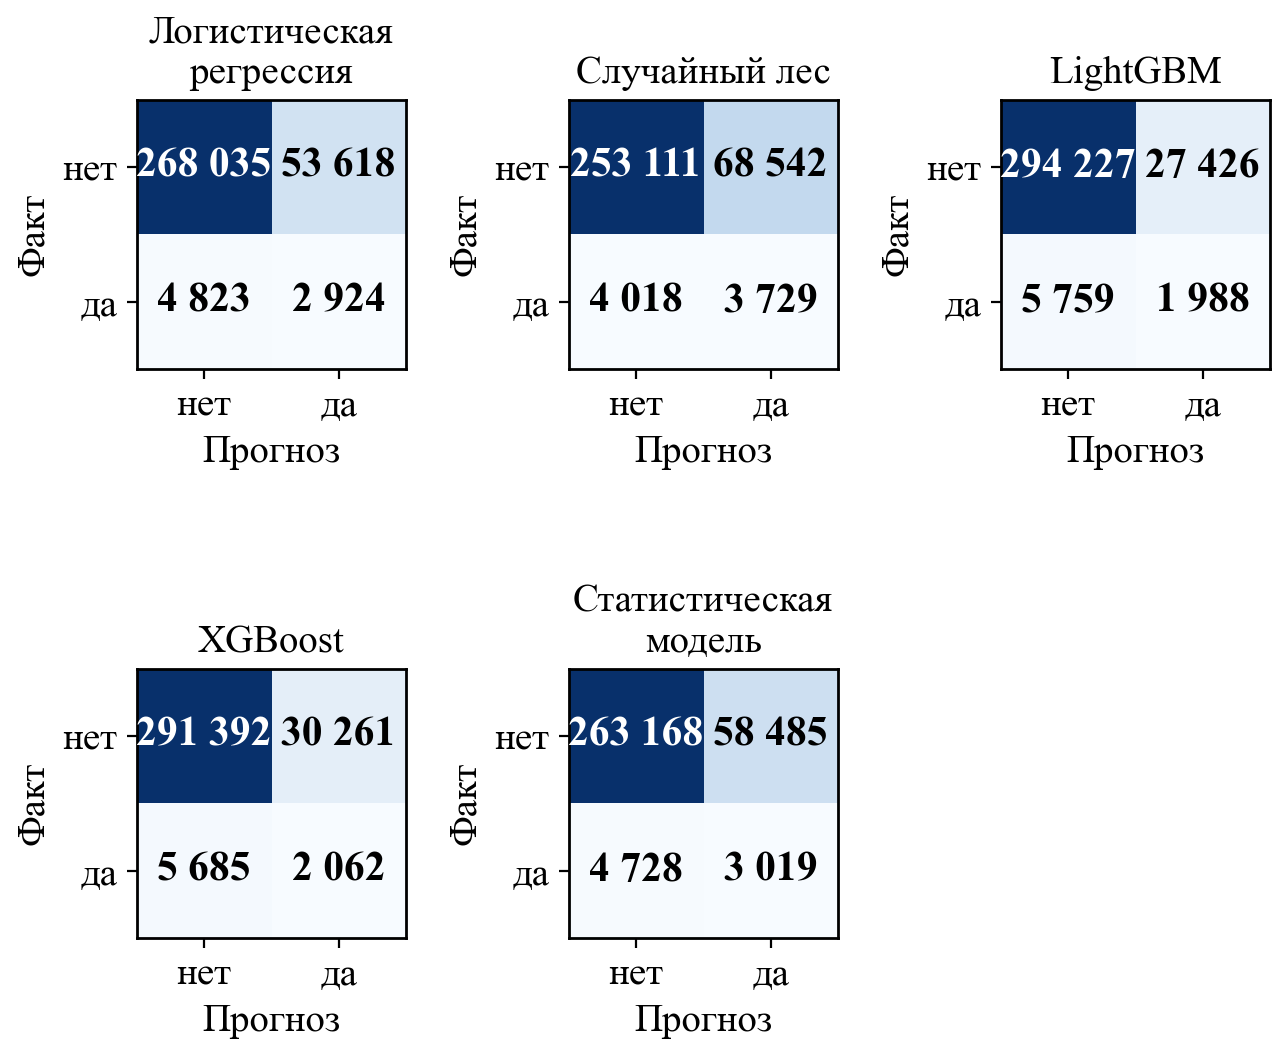 Логистическая
регрессия
Факт
нет
268 035 53 618
да
4 823 2 924
нет да
Прогноз
Случайный лес
Факт
нет
253 111 68 542
да
4 018 3 729
нет да
Прогноз
LightGBM
Факт
нет
294 227 27 426
да
5 759 1 988
нет да
Прогноз
XGBoost
Факт
нет
291 392 30 261
да
5 685 2 062
нет да
Прогноз
Статистическая
модель
Факт
нет
263 168 58 485
да
4 728 3 019
нет да
Прогноз